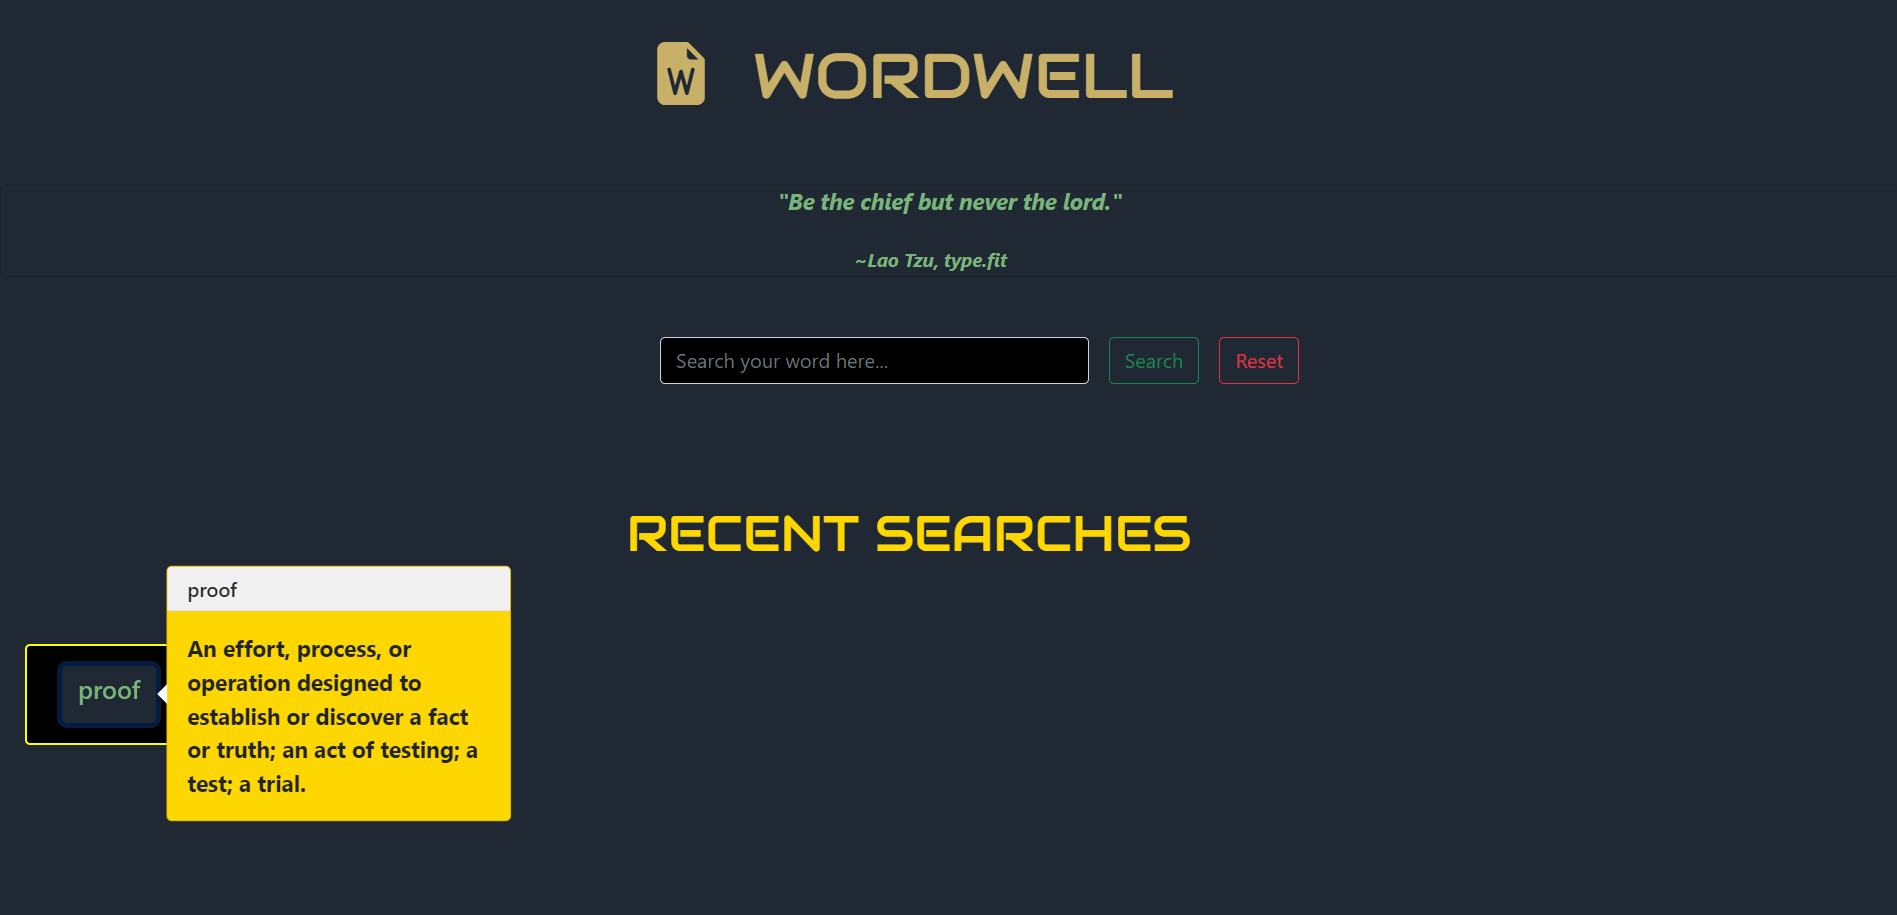 W WORDWELL
"Be the chief but never the lord."
~Lao Tzu, type.fit
Search your word here...
Search
Reset
RECENT SEARCHES
proof
proof
An effort, process, or
operation designed to
establish or discover a fact
or truth; an act of testing; a
test; a trial.